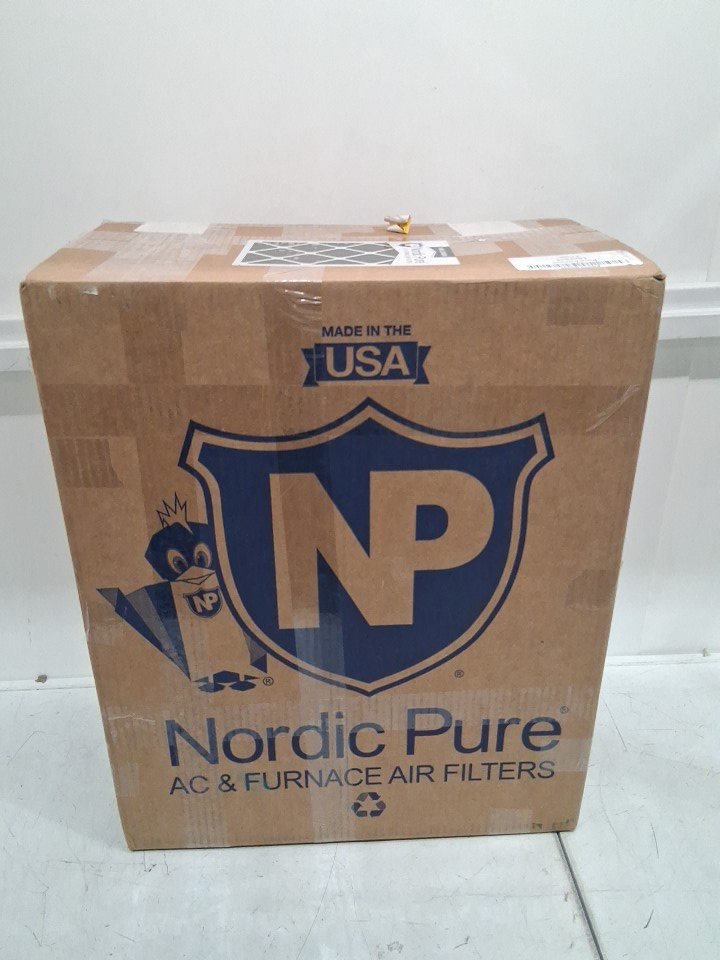 MADE IN THE
USA
NP
NP
®
®
Nordic Pure®
AC & FURNACE AIR FILTERS